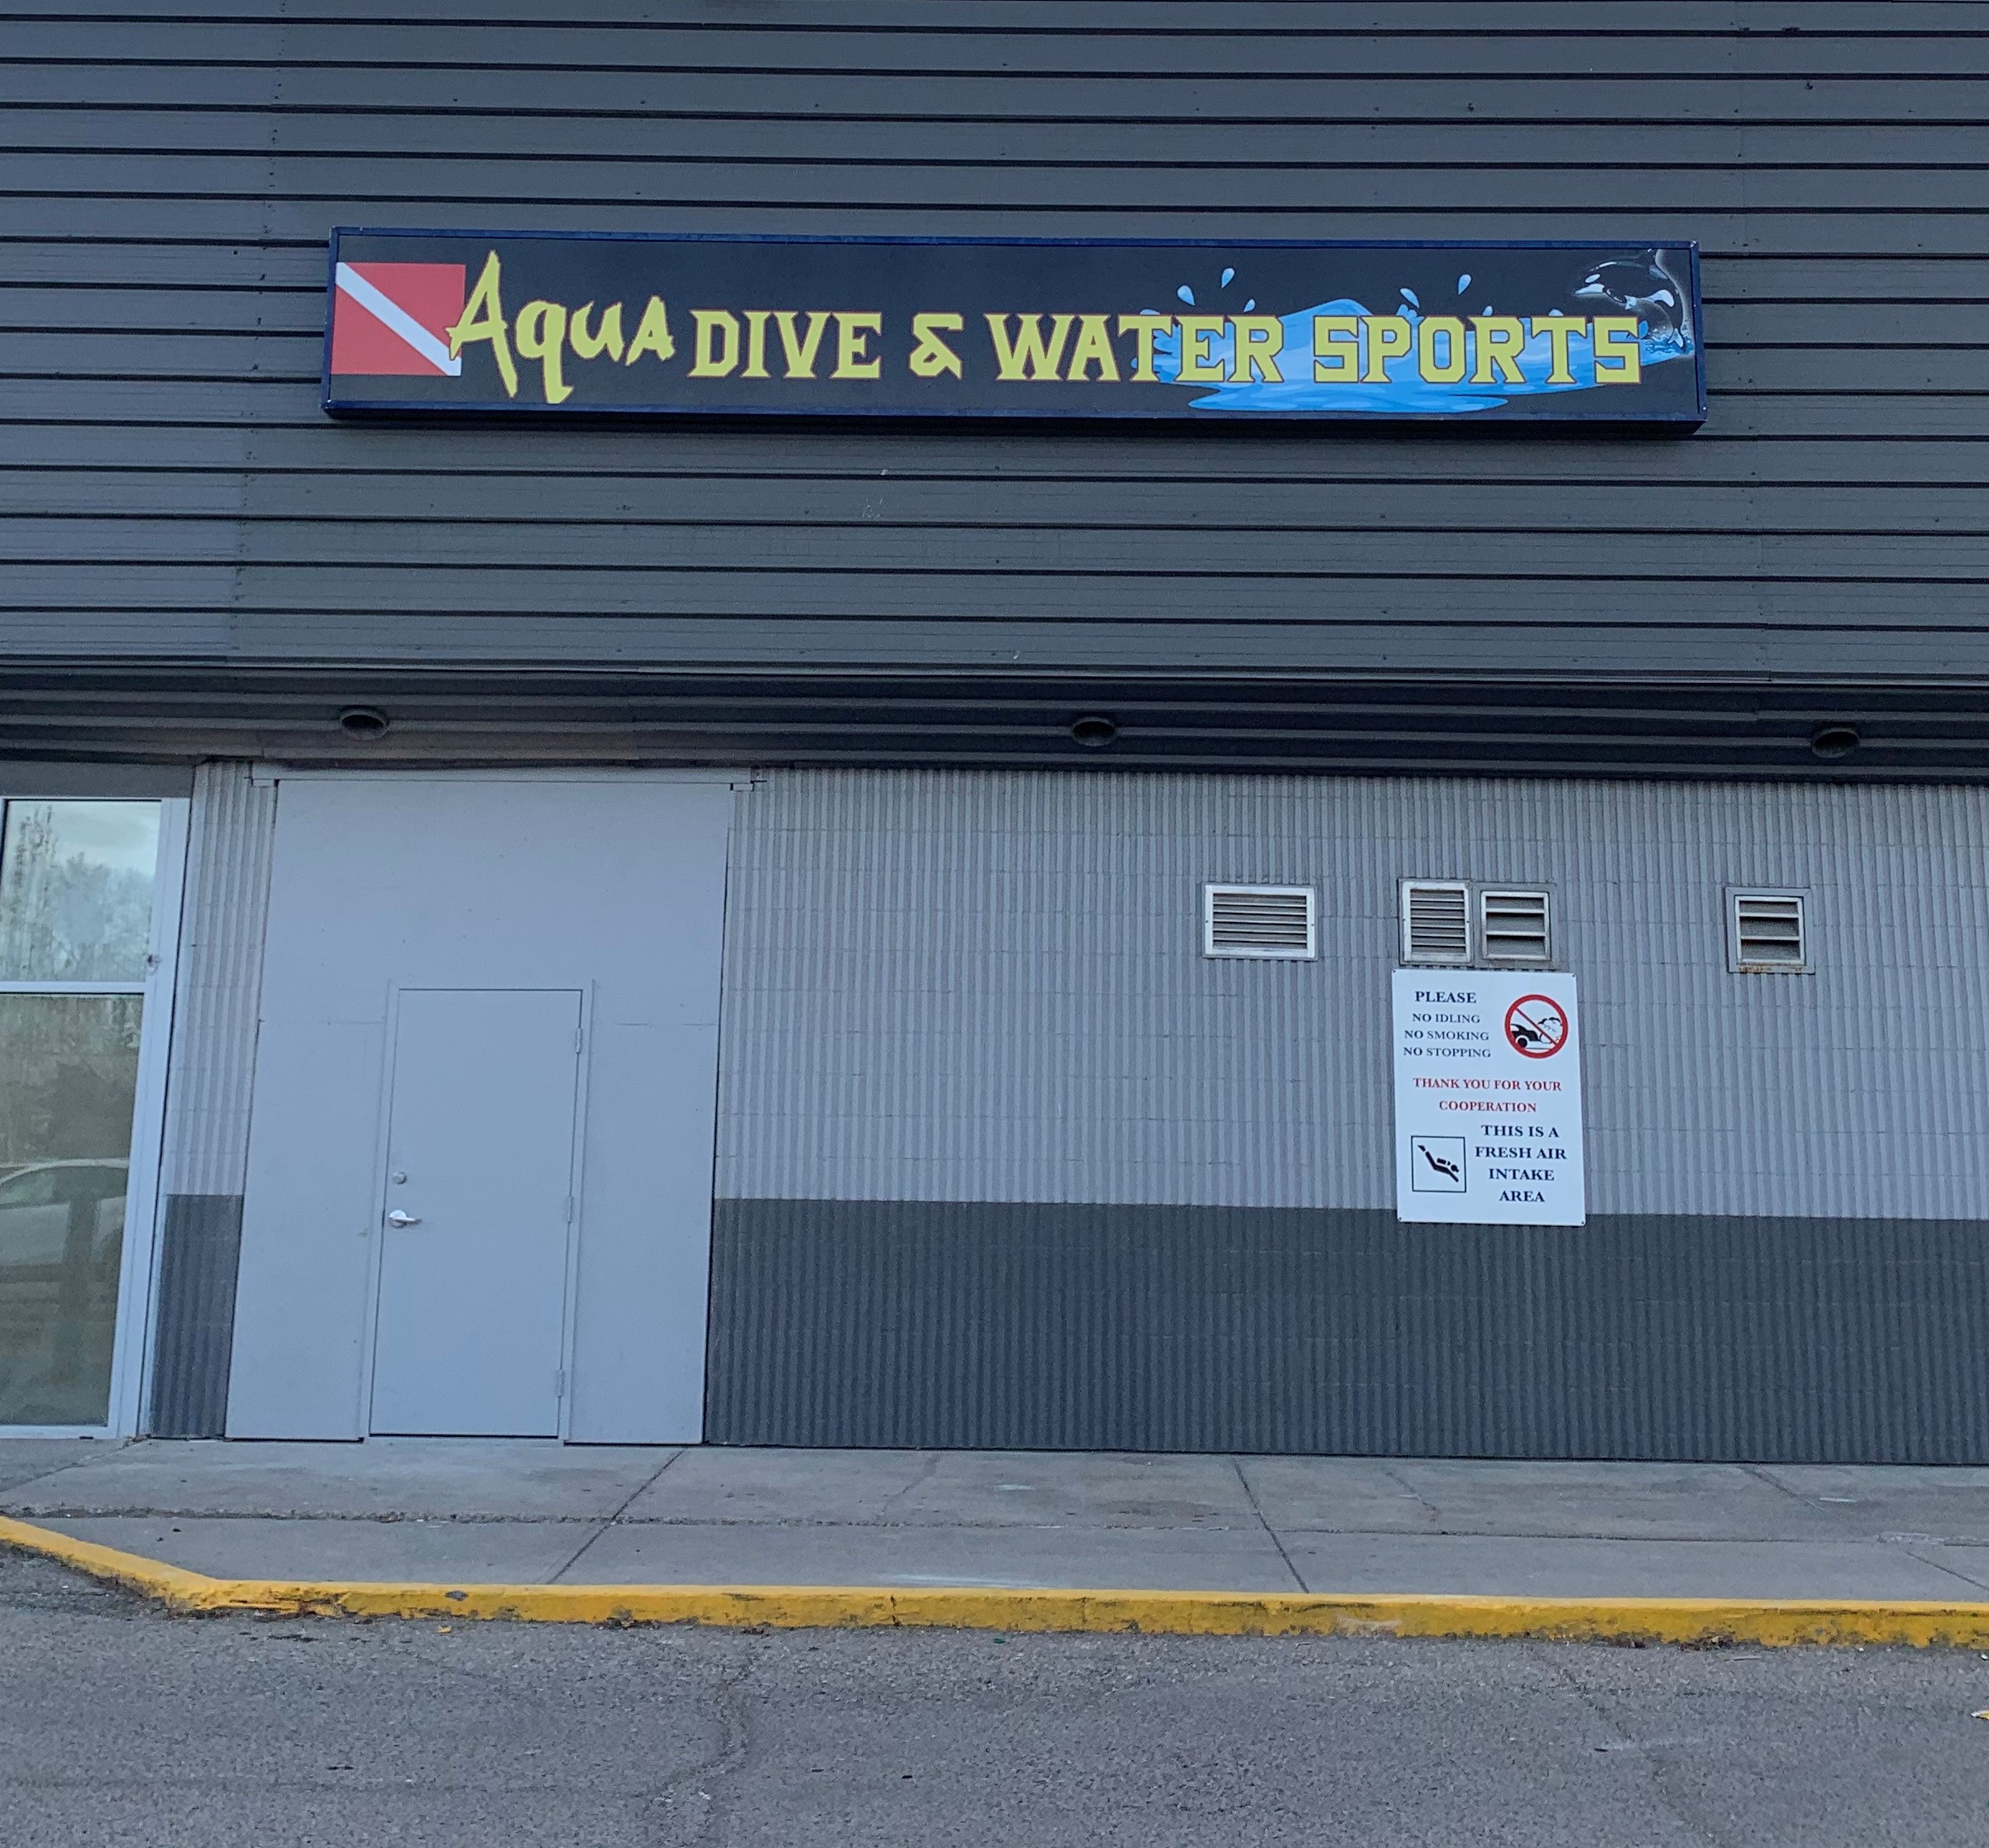 Aqua DIVE & WATER SPORTS
PLEASE
NO IDLING
NO SMOKING
NO STOPPING
THANK YOU FOR YOUR
COOPERATION
THIS IS A
FRESH AIR
INTAKE
AREA